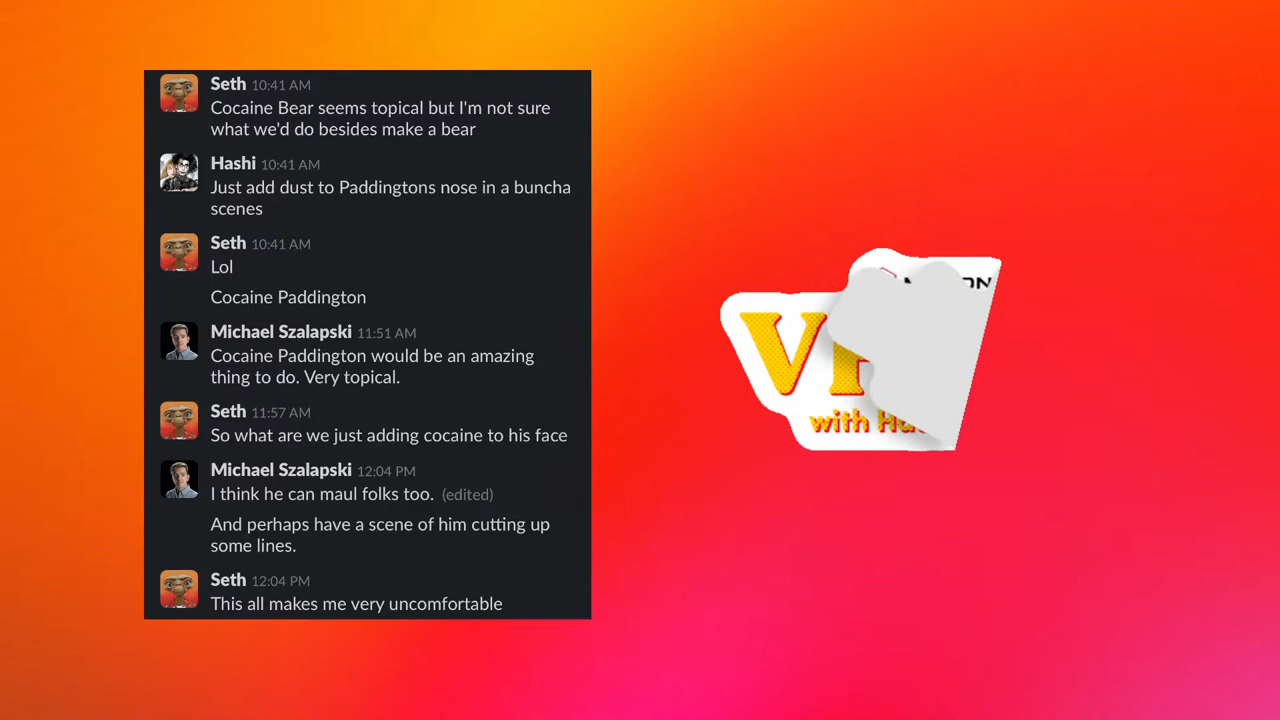 Seth 10:41 AM
Cocaine Bear seems topical but I'm not sure
what we'd do besides make a bear
Hashi 10:41 AM
Just add dust to Paddingtons nose in a buncha
scenes
Seth 10:41 AM
Lol
Cocaine Paddington
Michael Szalapski 11:51 AM
Cocaine Paddington would be an amazing
thing to do. Very topical.
Seth 11:57 AM
So what are we just adding cocaine to his face
Michael Szalapski 12:04 PM
I think he can maul folks too. (edited)
And perhaps have a scene of him cutting up
some lines.
Seth 12:04 PM
This all makes me very uncomfortable
with